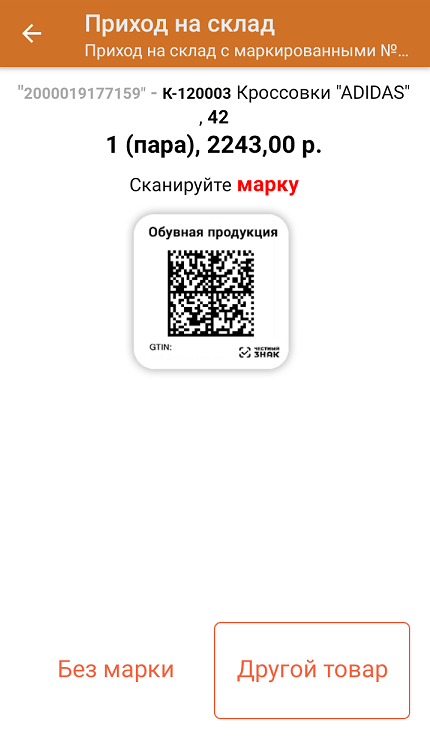 Приход на склад
Приход на склад с маркированными №...
"2000019177159" - К-120003 Кроссовки "ADIDAS"
, 42
1 (пара), 2243,00 р.
Сканируйте марку
Обувная продукция
GTIN:
ЧЕСТНЫЙ
ЗНАК
Без марки
Другой товар